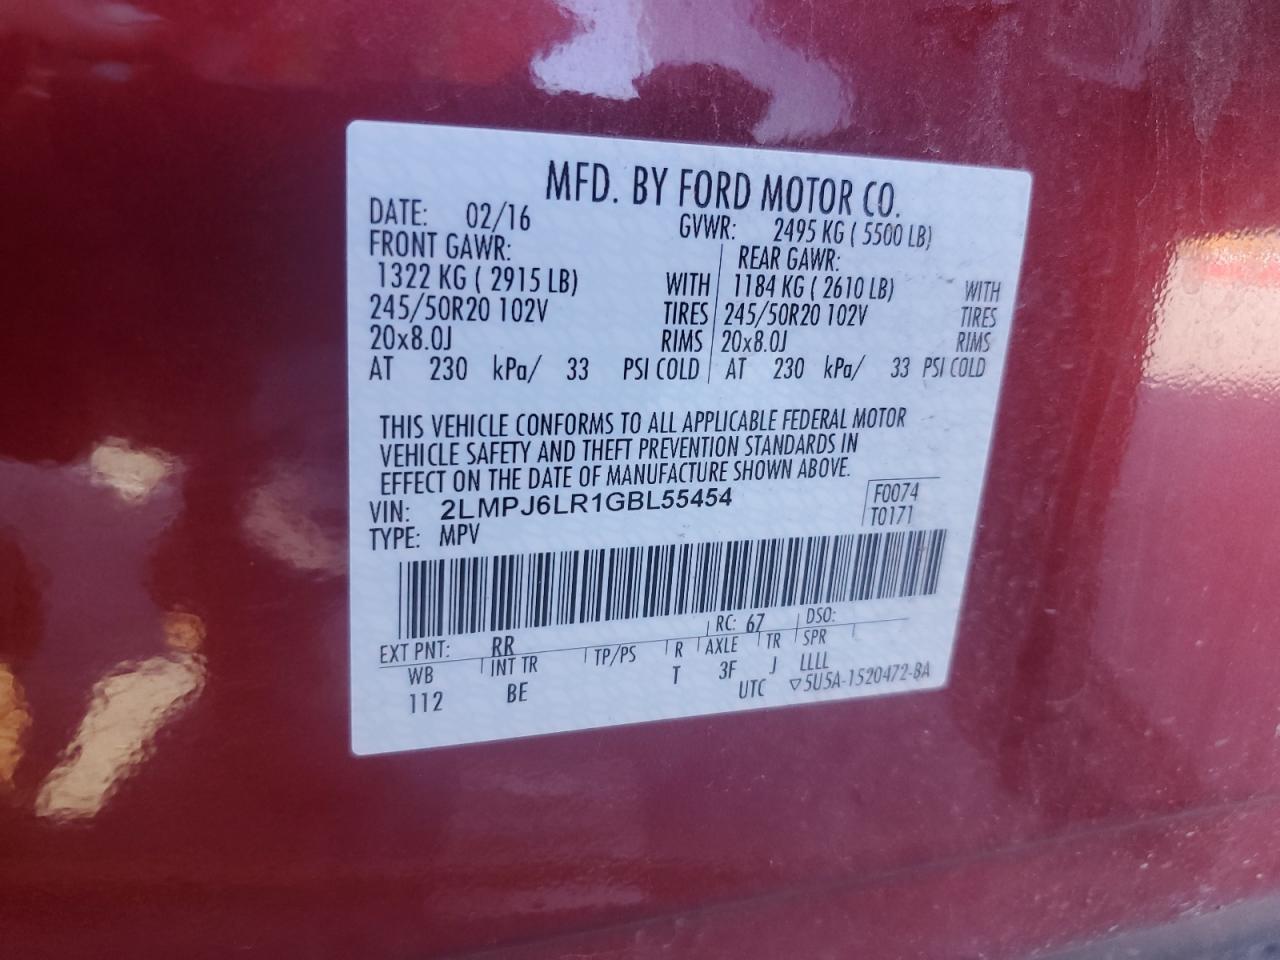 MFD. BY FORD MOTOR CO.
DATE: 02/16 GVWR: 2495 KG ( 5500 LB)
FRONT GAWR: REAR GAWR:
1322 KG ( 2915 LB) WITH 1184 KG ( 2610 LB) WITH
245/50R20 102V TIRES 245/50R20 102V TIRES
20x8.0J RIMS 20x8.0J RIMS
AT 230 kPa/ 33 PSI COLD AT 230 kPa/ 33 PSI COLD
THIS VEHICLE CONFORMS TO ALL APPLICABLE FEDERAL MOTOR
VEHICLE SAFETY AND THEFT PREVENTION STANDARDS IN
EFFECT ON THE DATE OF MANUFACTURE SHOWN ABOVE.
VIN: 2LMPJ6LR1GBL55454 F0074
TYPE: MPV T0171
EXT PNT: RR RC: 67 DSO:
WB INT TR TP/PS R AXLE TR SPR
112 BE T 3F J LLLL
UTC ▽5U5A-1520472-BA